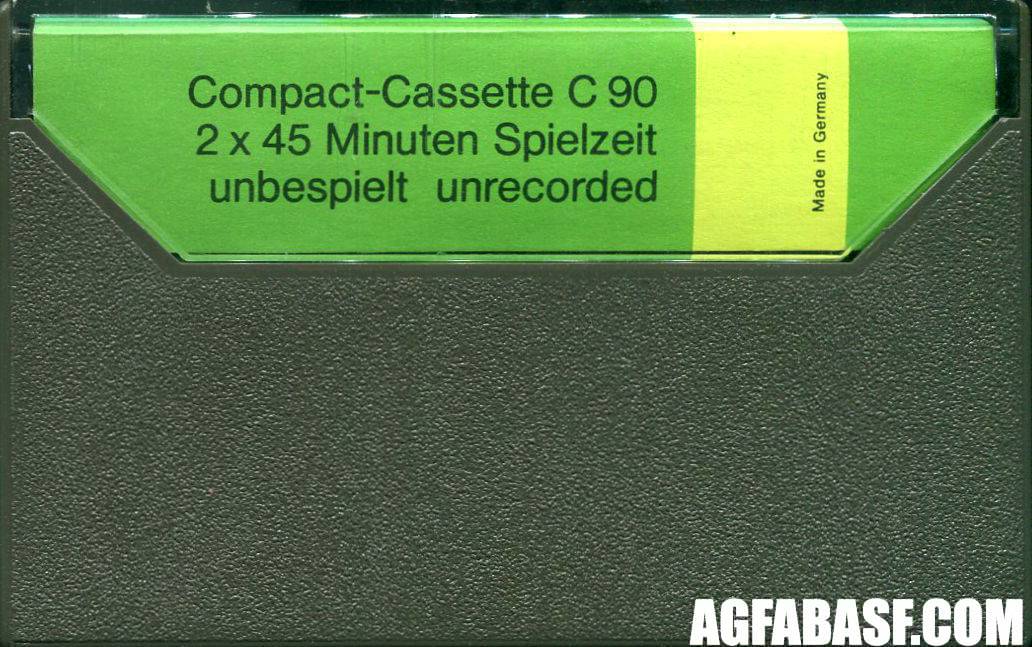 Compact-Cassette C 90
2 x 45 Minuten Spielzeit
unbespielt unrecorded
Made in Germany
AGFABASF.COM